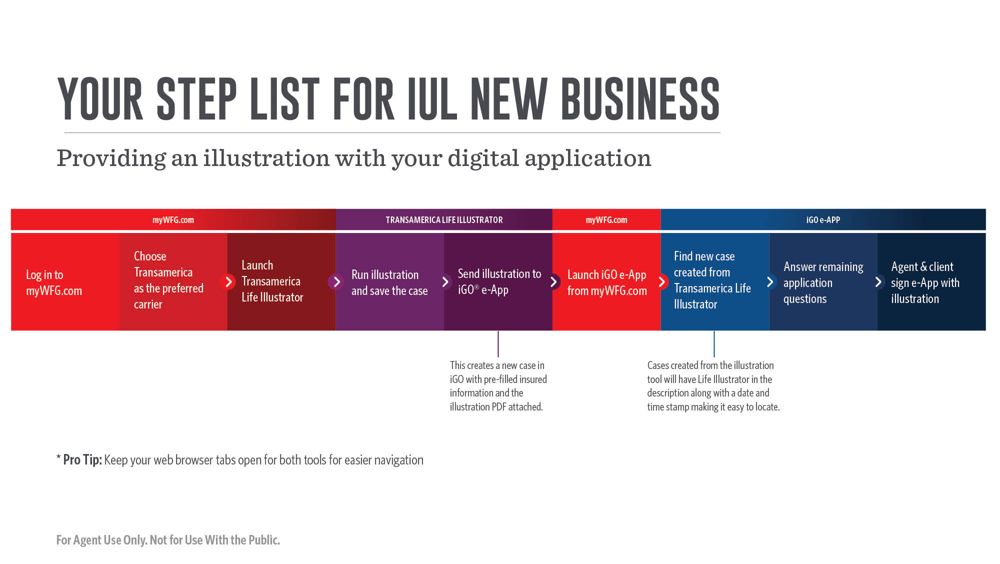 YOUR STEP LIST FOR IUL NEW BUSINESS
Providing an illustration with your digital application
myWFG.com
Log in to
myWFG.com
Choose
Transamerica
as the preferred
carrier
Launch
Transamerica
Life Illustrator
TRANSAMERICA LIFE ILLUSTRATOR
Run illustration
and save the case
Send illustration to
iGO® e-App
myWFG.com
Launch iGO e-App
from myWFG.com
iGO e-APP
Find new case
created from
Transamerica Life
Illustrator
Answer remaining
application
questions
Agent & client
sign e-App with
illustration
This creates a new case in
iGO with pre-filled insured
information and the
illustration PDF attached.
Cases created from the illustration
tool will have Life Illustrator in the
description along with a date and
time stamp making it easy to locate.
* Pro Tip: Keep your web browser tabs open for both tools for easier navigation
For Agent Use Only. Not for Use With the Public.